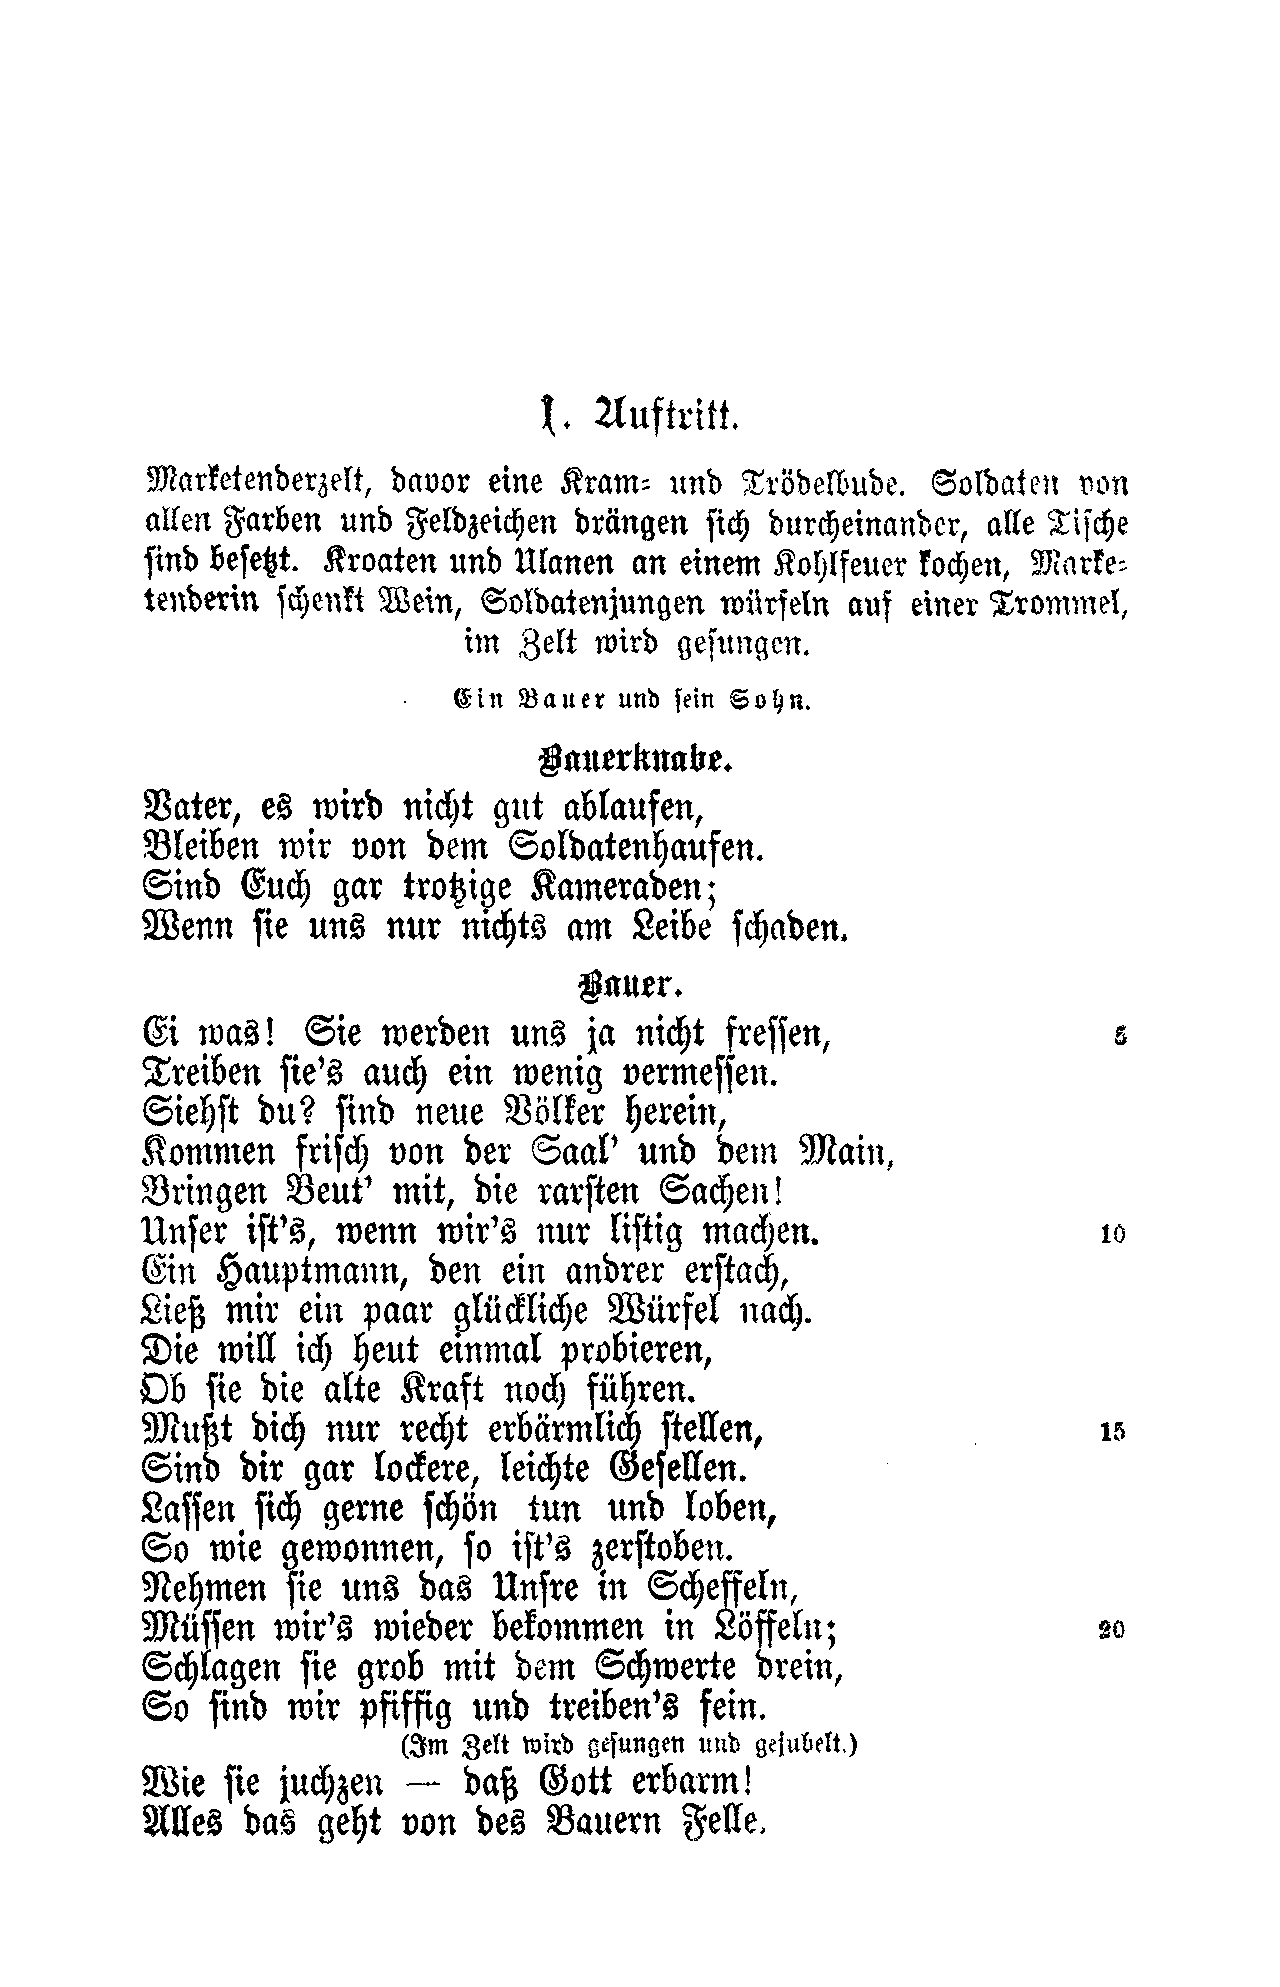 1. Auftritt.
Marketenderzelt, davor eine Kram- und Trödelbude. Soldaten von
allen Farben und Feldzeichen drängen sich durcheinander, alle Tische
sind besetzt. Kroaten und Ulanen an einem Kohlfeuer kochen, Marke-
tenderin schenkt Wein, Soldatenjungen würfeln auf einer Trommel,
im Zelt wird gesungen.
Ein Bauer und sein Sohn.
Bauerknabe.
Vater, es wird nicht gut ablaufen,
Bleiben wir von dem Soldatenhaufen.
Sind Euch gar trotzige Kameraden;
Wenn sie uns nur nichts am Leibe schaden.
Bauer.
Ei was! Sie werden uns ja nicht fressen, 5
Treiben sie's auch ein wenig vermessen.
Siehst du? sind neue Völker herein,
Kommen frisch von der Saal' und dem Main,
Bringen Beut' mit, die rarsten Sachen!
Unser ist's, wenn wir's nur listig machen. 10
Ein Hauptmann, den ein andrer erstach,
Ließ mir ein paar glückliche Würfel nach.
Die will ich heut einmal probieren,
Ob sie die alte Kraft noch führen.
Mußt dich nur recht erbärmlich stellen, 15
Sind dir gar lockere, leichte Gesellen.
Lassen sich gerne schön tun und loben,
So wie gewonnen, so ist's zerstoben.
Nehmen sie uns das Unsre in Scheffeln,
Müssen wir's wieder bekommen in Löffeln; 20
Schlagen sie grob mit dem Schwerte drein,
So sind wir pfiffig und treiben's fein.
(Im Zelt wird gesungen und gejubelt.)
Wie sie juchzen — daß Gott erbarm!
Alles das geht von des Bauern Felle.